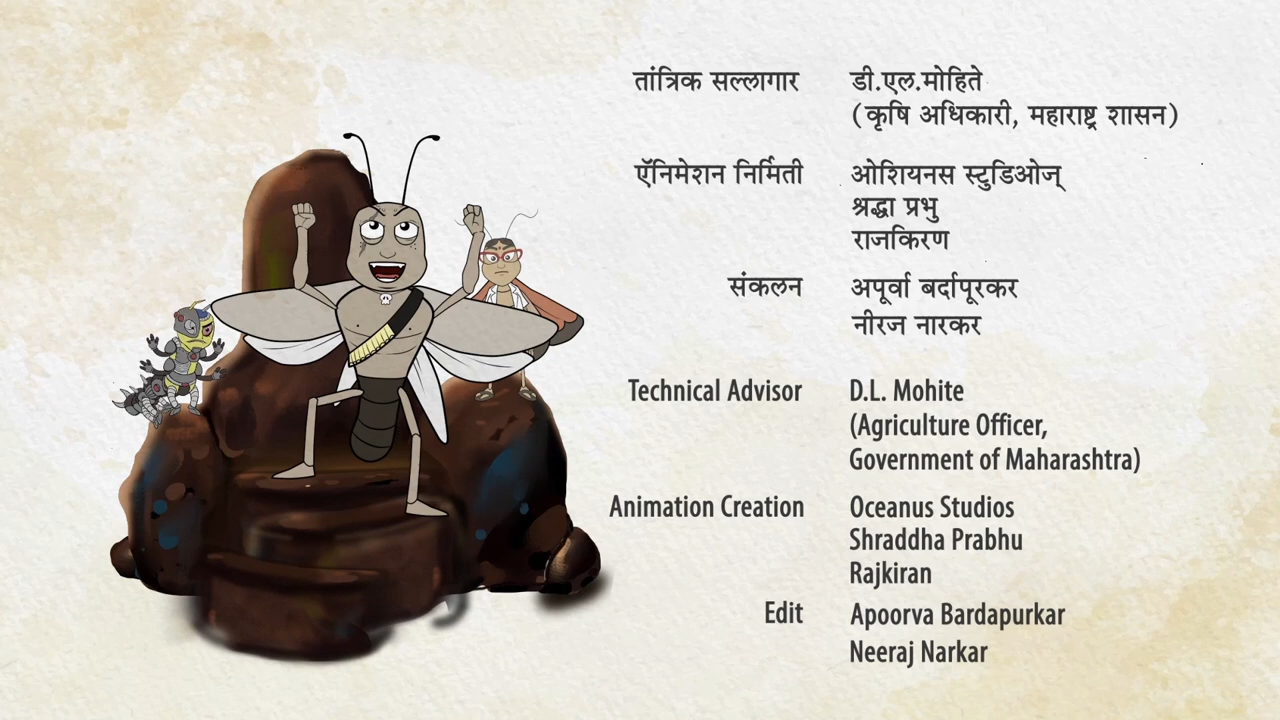 तांत्रिक सल्लागार डी.एल.मोहिते
(कृषि अधिकारी, महाराष्ट्र शासन)
ऍनिमेशन निर्मिती ओशियनस स्टुडिओज्
श्रद्धा प्रभु
राजकिरण
संकलन अपूर्वा बर्दापूरकर
नीरज नारकर
Technical Advisor D.L. Mohite
(Agriculture Officer,
Government of Maharashtra)
Animation Creation Oceanus Studios
Shraddha Prabhu
Rajkiran
Edit Apoorva Bardapurkar
Neeraj Narkar